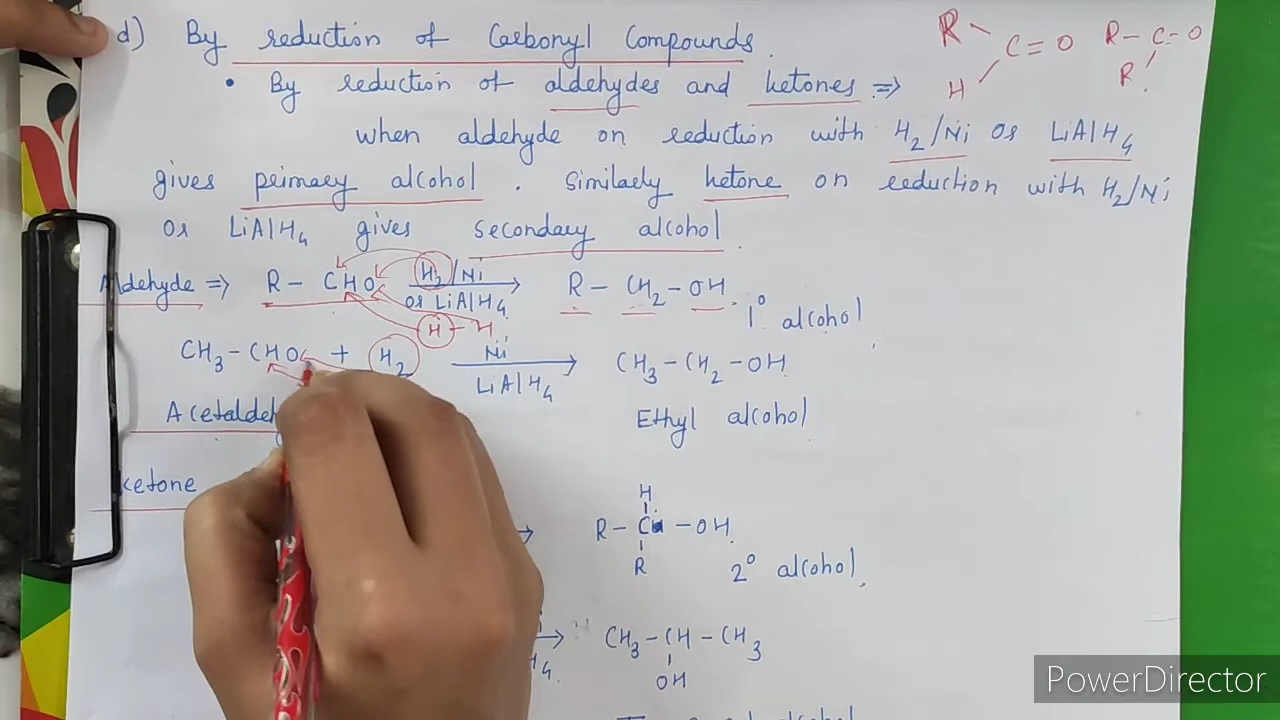 d) By reduction of Carbonyl Compounds.
R H C=O R-C=O R
• By reduction of aldehydes and ketones =>
when aldehyde on reduction with H2/Ni or LiAlH4
gives primary alcohol. Similarly ketone on reduction with H2/Ni
or LiAlH4 gives secondary alcohol.
Aldehyde => R-CHO H2/Ni or LiAlH4 R-CH2-OH. 1° alcohol
H-H
CH3-CHO + H2 Ni LiAlH4 CH3-CH2-OH
Ethyl alcohol
ketone
H
R-C-OH.
R 2° alcohol.
CH3-CH-CH3
OH
PowerDirector